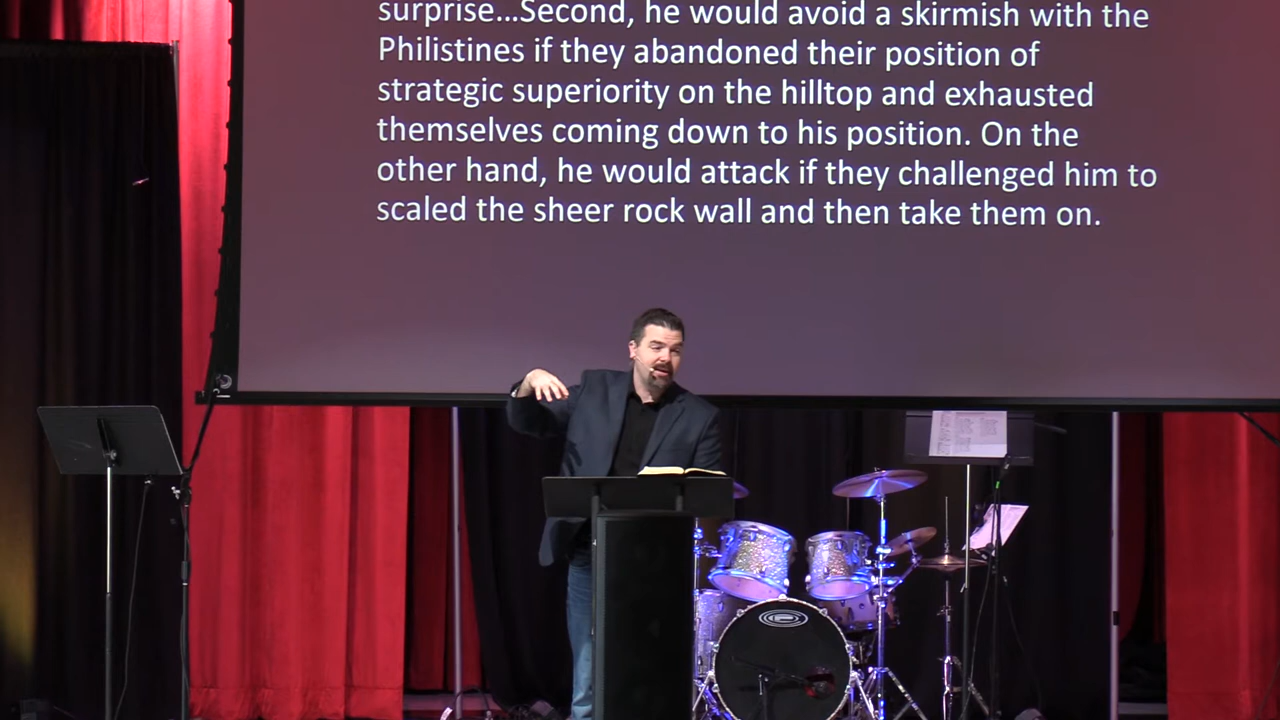 surprise...Second, he would avoid a skirmish with the
Philistines if they abandoned their position of
strategic superiority on the hilltop and exhausted
themselves coming down to his position. On the
other hand, he would attack if they challenged him to
scaled the sheer rock wall and then take them on.